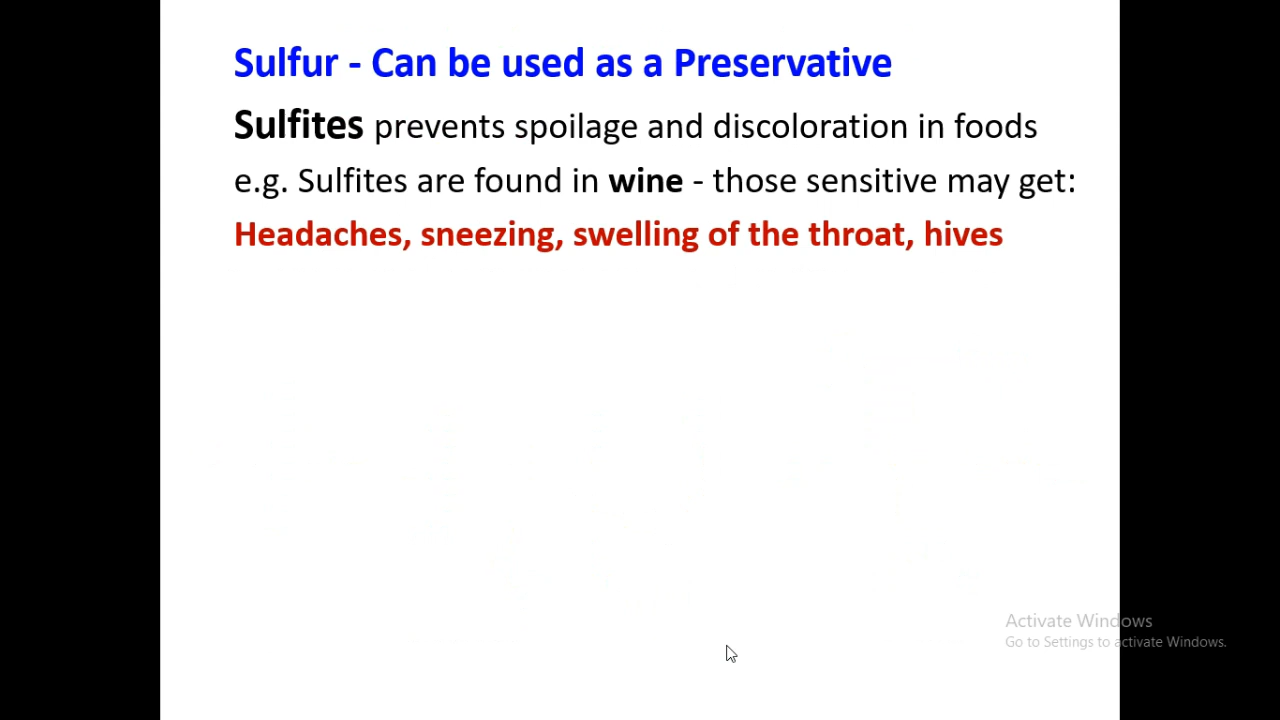 Sulfur - Can be used as a Preservative
Sulfites prevents spoilage and discoloration in foods
e.g. Sulfites are found in wine - those sensitive may get:
Headaches, sneezing, swelling of the throat, hives
Activate Windows
Go to Settings to activate Windows.